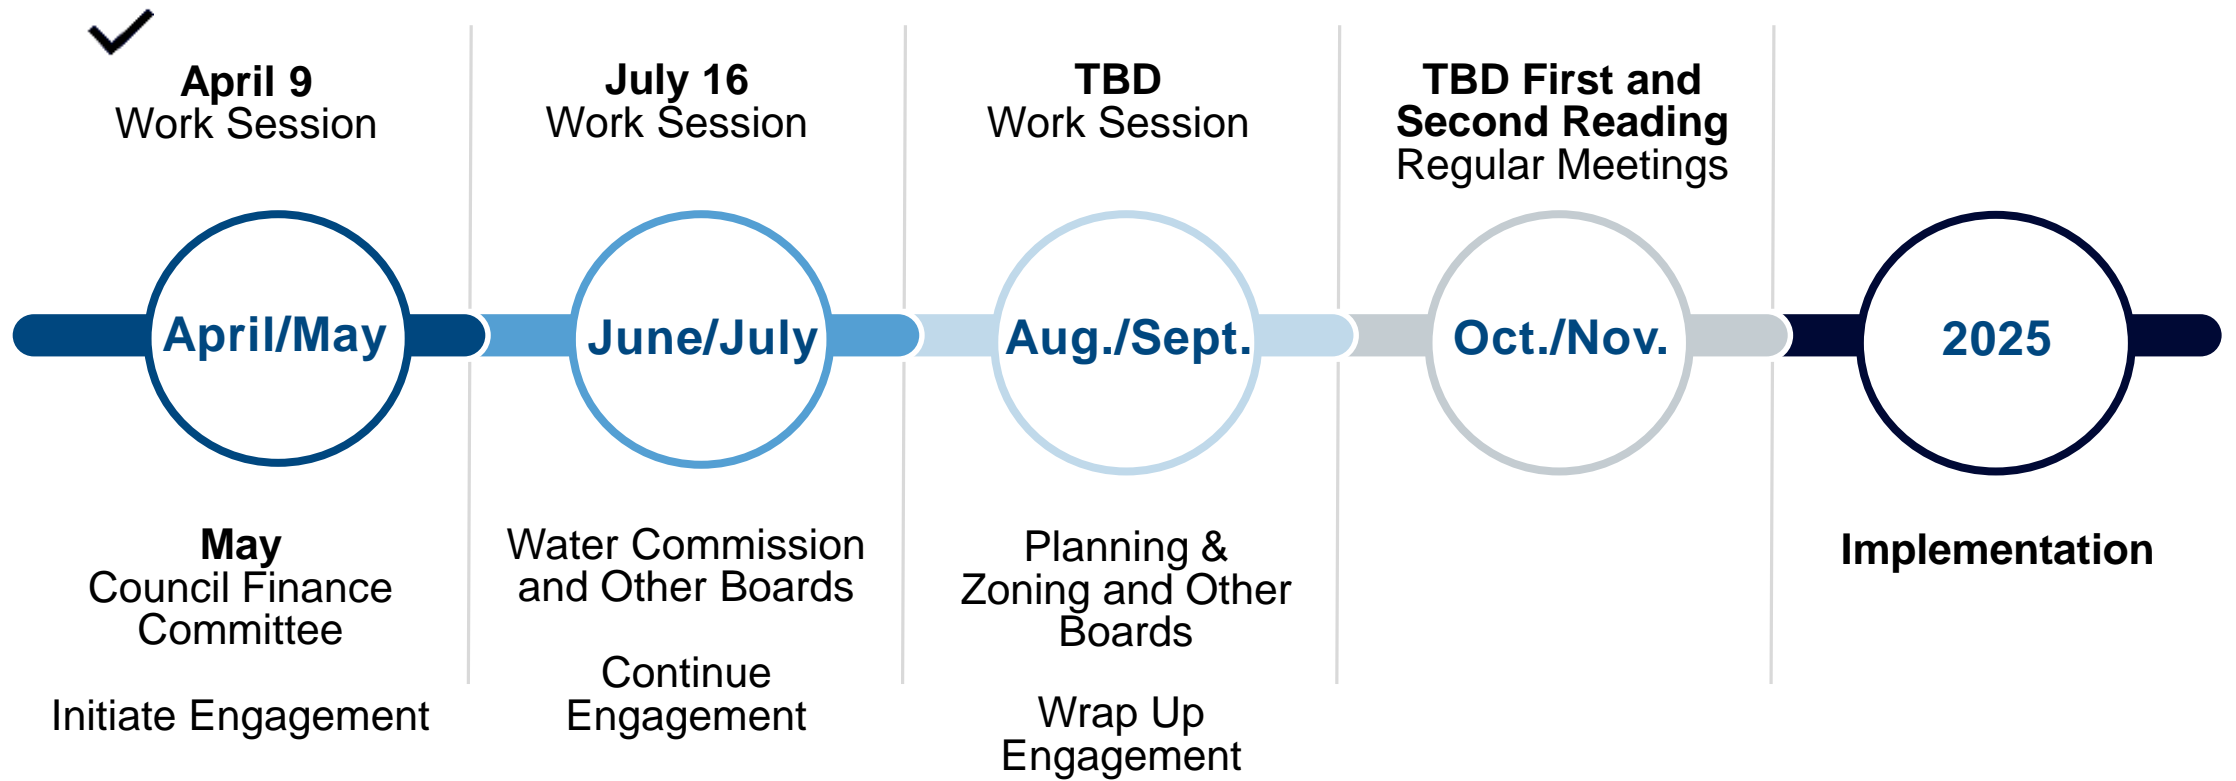 April 9
Work Session
July 16
Work Session
TBD
Work Session
TBD First and
Second Reading
Regular Meetings
April/May
June/July
Aug./Sept.
Oct./Nov.
2025
May
Council Finance
Committee
Initiate Engagement
Water Commission
and Other Boards
Continue
Engagement
Planning &
Zoning and Other
Boards
Wrap Up
Engagement
Implementation